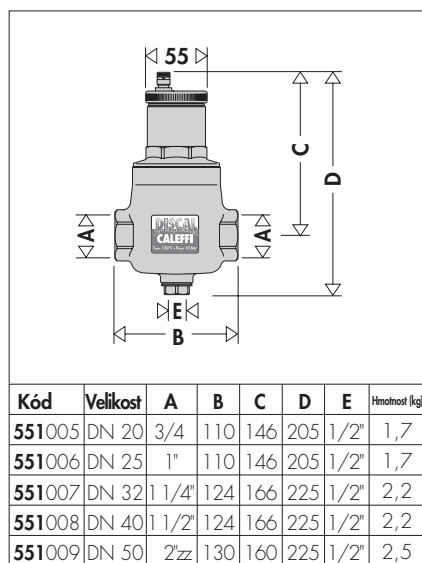 55
C
D
DISCAL
CALEFFI
A
A
E
B
Kód Velikost A B C D E Hmotnost (kg)
551005 DN 20 3/4 110 146 205 1/2" 1,7
551006 DN 25 1" 110 146 205 1/2" 1,7
551007 DN 32 1 1/4" 124 166 225 1/2" 2,2
551008 DN 40 1 1/2" 124 166 225 1/2" 2,2
551009 DN 50 2"zz 130 160 225 1/2" 2,5